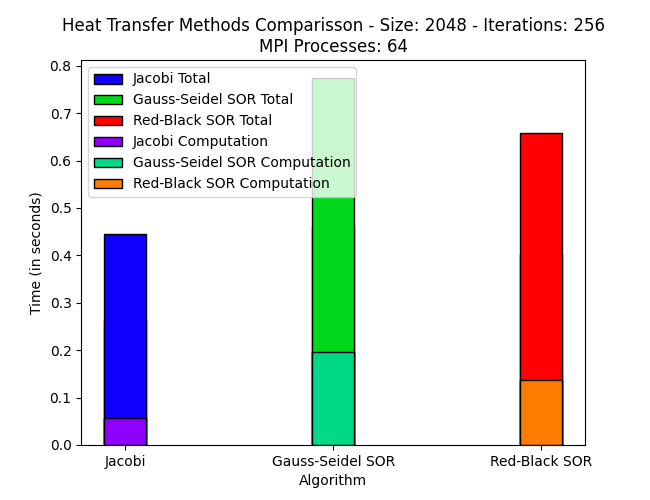 Heat Transfer Methods Comparisson - Size: 2048 - Iterations: 256
MPI Processes: 64
Time (in seconds)
0.8
0.7
0.6
0.5
0.4
0.3
0.2
0.1
0.0
Jacobi Total
Gauss-Seidel SOR Total
Red-Black SOR Total
Jacobi Computation
Gauss-Seidel SOR Computation
Red-Black SOR Computation
Jacobi
Gauss-Seidel SOR
Red-Black SOR
Algorithm